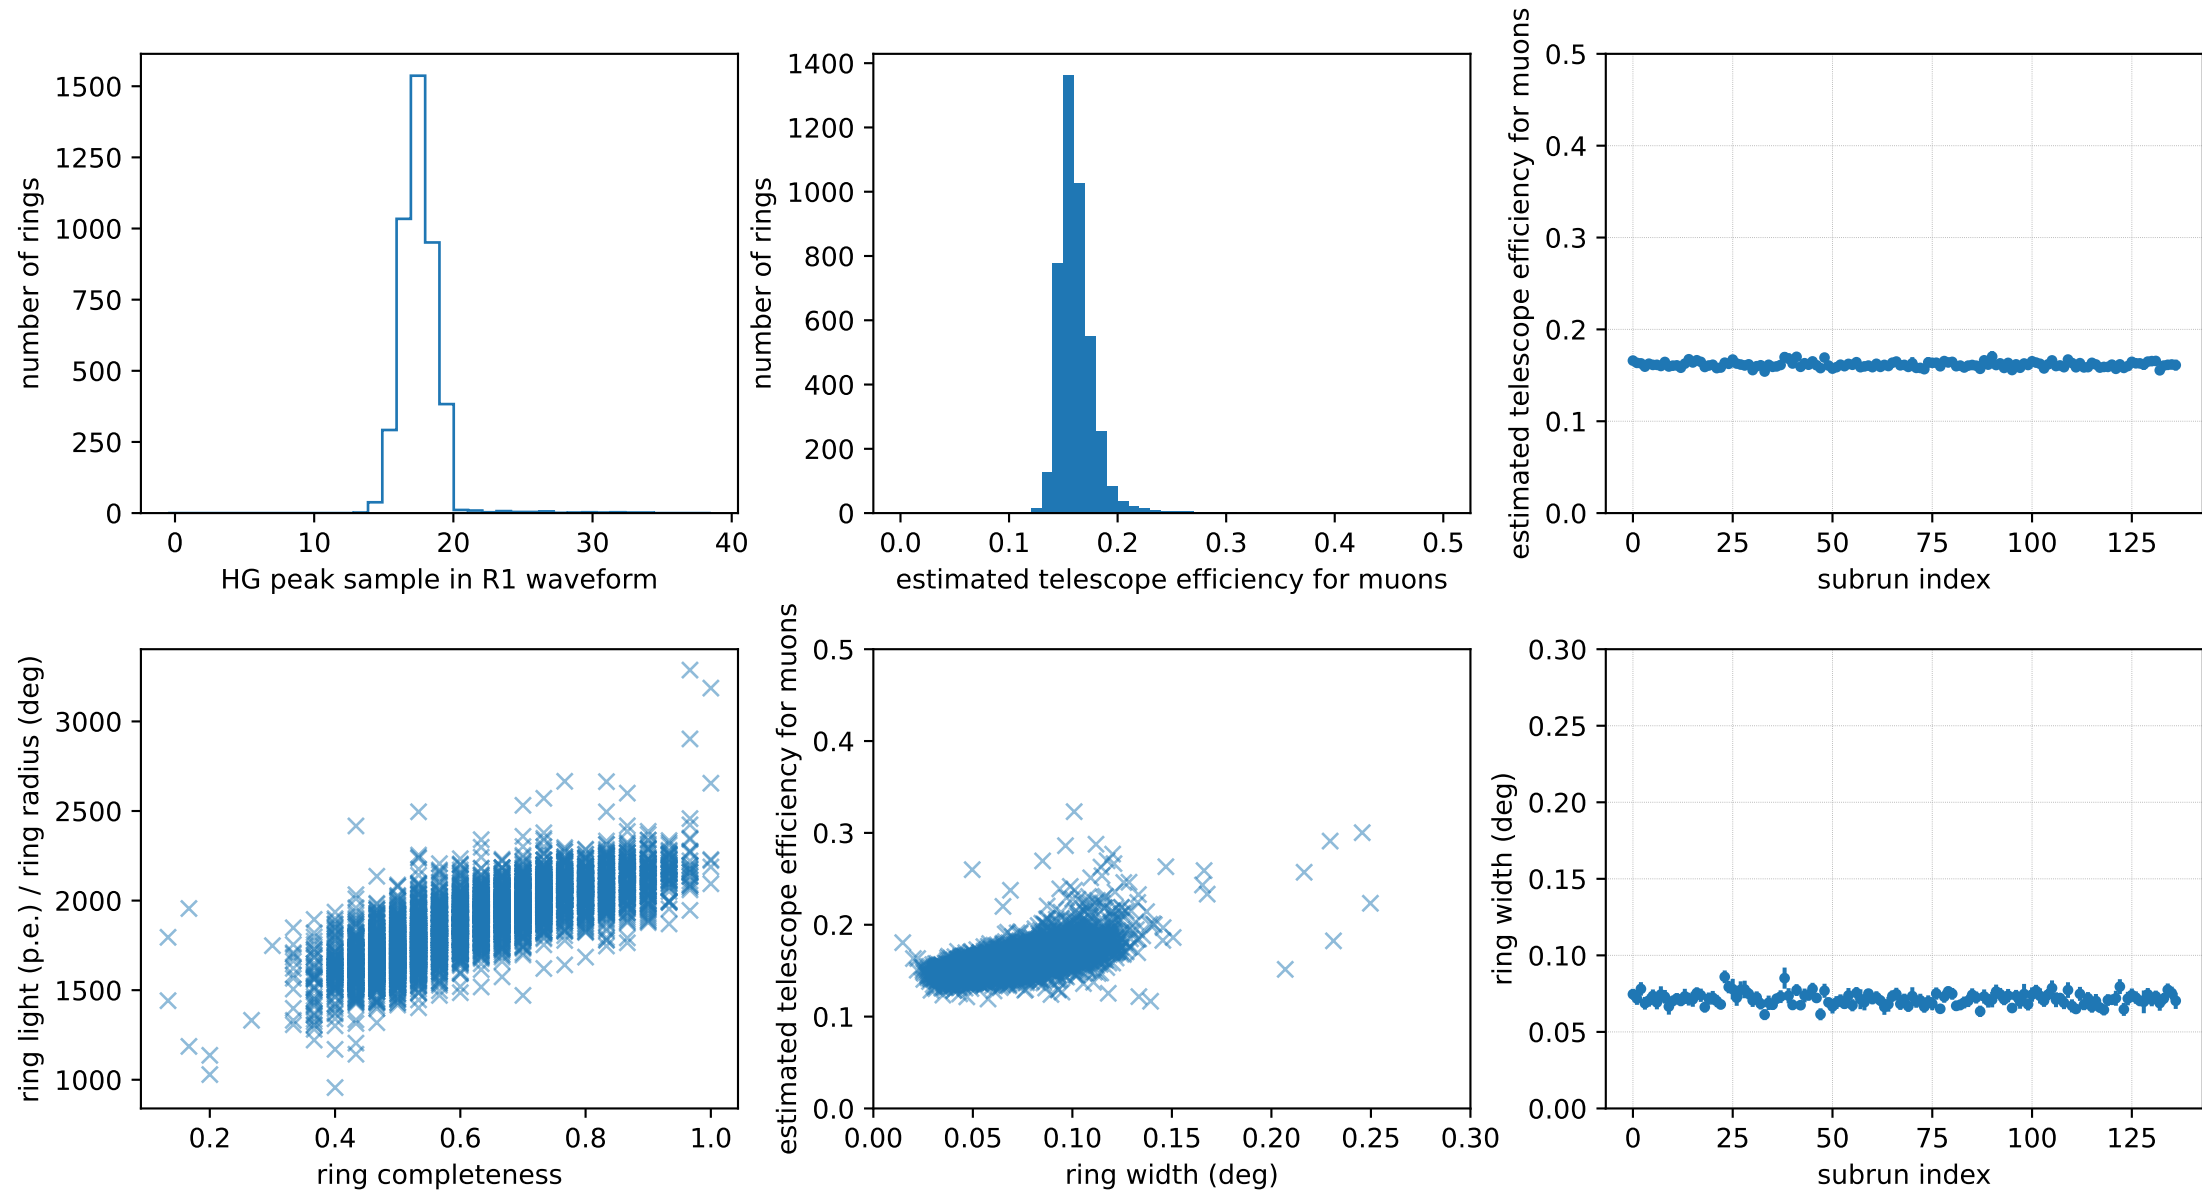 number of rings
1500
1250
1000
750
500
250
0
0 10 20 30 40
HG peak sample in R1 waveform
number of rings
1400
1200
1000
800
600
400
200
0
0.0 0.1 0.2 0.3 0.4 0.5
estimated telescope efficiency for muons
estimated telescope efficiency for muons
0.5
0.4
0.3
0.2
0.1
0.0
0 25 50 75 100 125
subrun index
ring light (p.e.) / ring radius (deg)
3000
2500
2000
1500
1000
0.2 0.4 0.6 0.8 1.0
ring completeness
estimated telescope efficiency for muons
0.5
0.4
0.3
0.2
0.1
0.0
0.00 0.05 0.10 0.15 0.20 0.25 0.30
ring width (deg)
ring width (deg)
0.30
0.25
0.20
0.15
0.10
0.05
0.00
0 25 50 75 100 125
subrun index